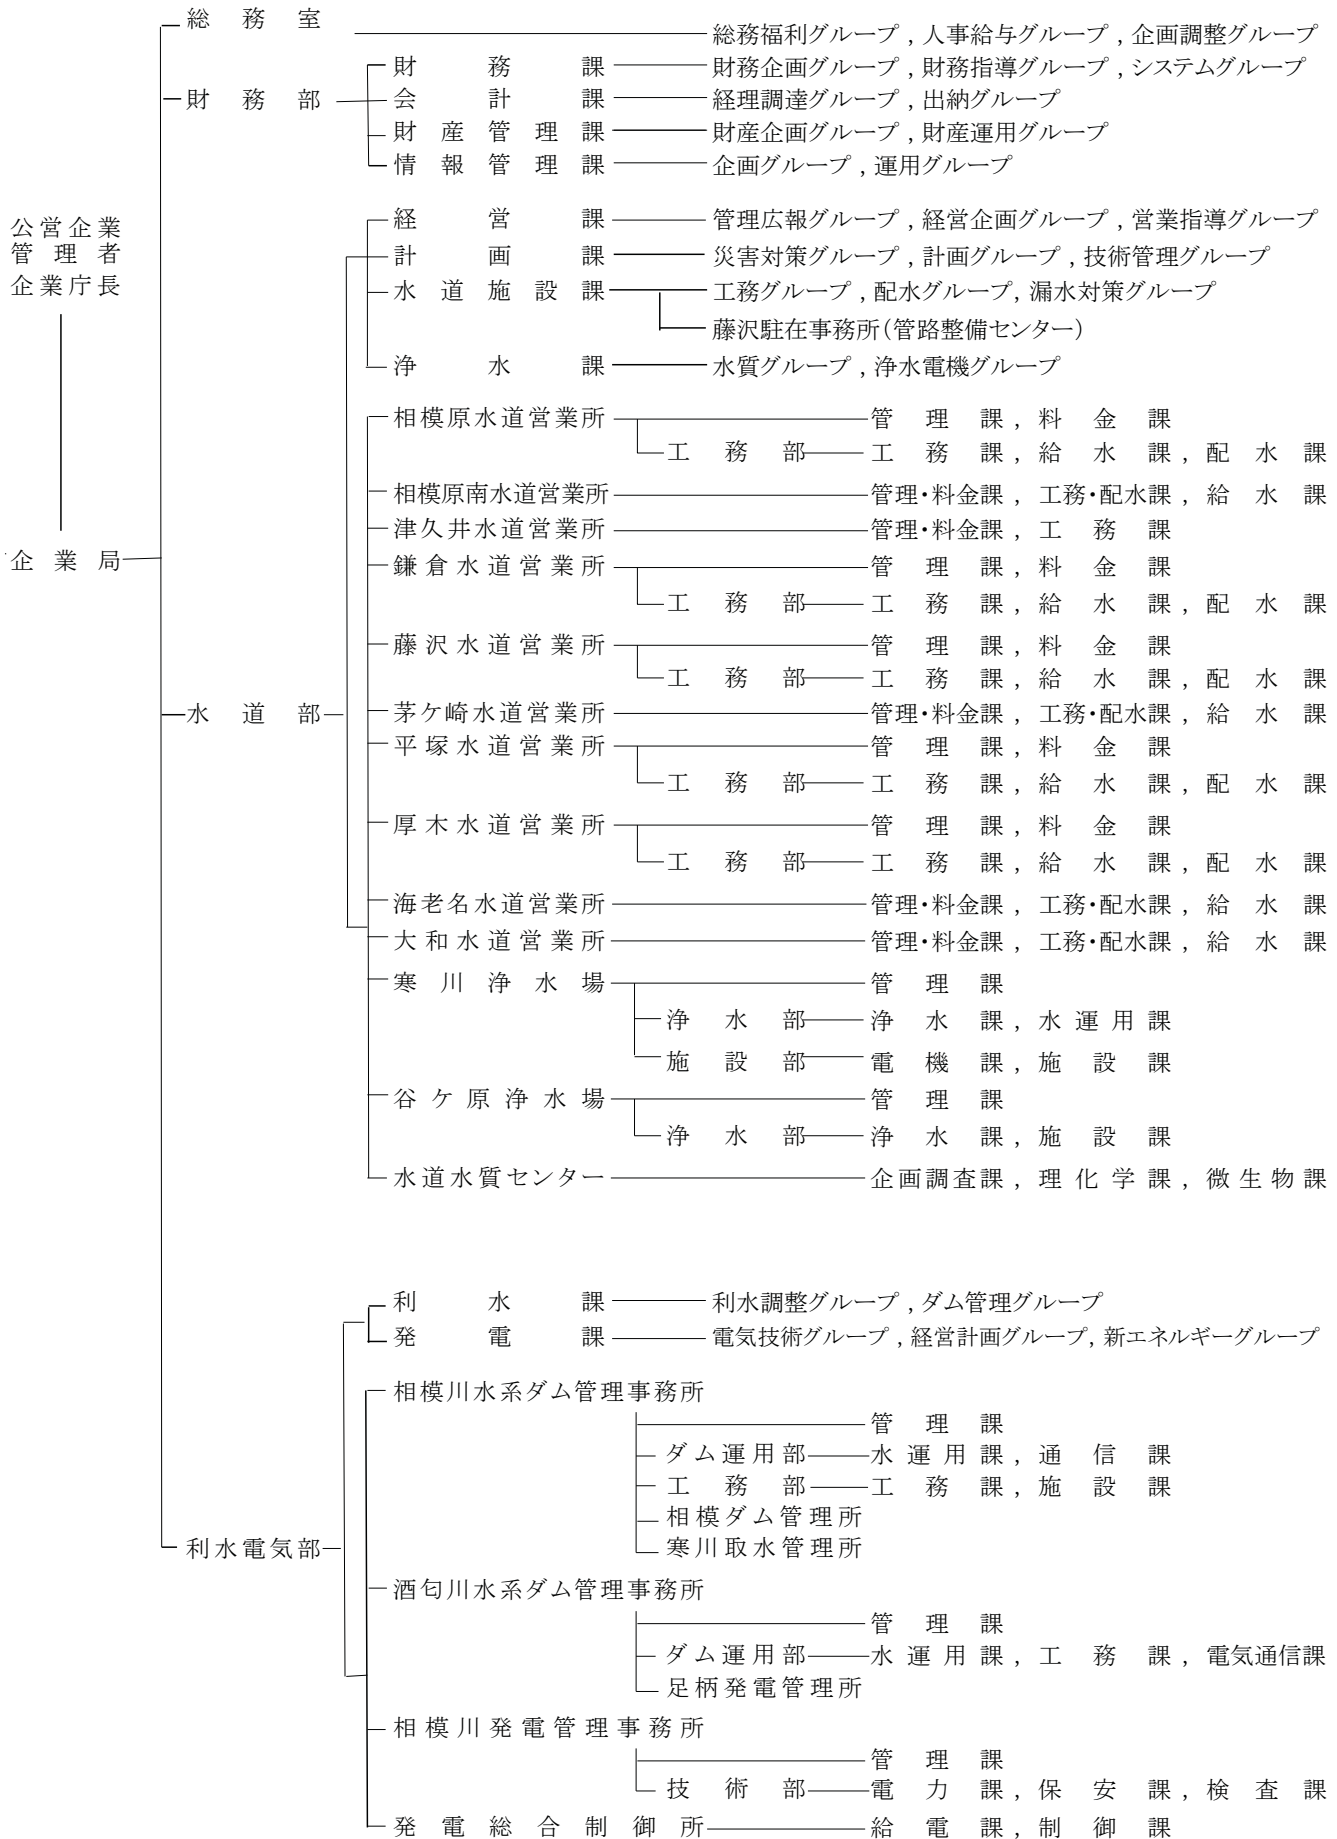 総務室 総務福利グループ , 人事給与グループ , 企画調整グループ
財務課 財務企画グループ , 財務指導グループ , システムグループ
財務部 会計課 経理調達グループ , 出納グループ
財産管理課 財産企画グループ , 財産運用グループ
情報管理課 企画グループ , 運用グループ
公営企業
管理者
企業庁長
経営課 管理広報グループ , 経営企画グループ , 営業指導グループ
計画課 災害対策グループ , 計画グループ , 技術管理グループ
水道施設課 工務グループ , 配水グループ, 漏水対策グループ
藤沢駐在事務所(管路整備センター)
浄水課 水質グループ , 浄水電機グループ
相模原水道営業所 管理課 , 料金課
工務部 工務課 , 給水課 , 配水課
相模原南水道営業所 管理・料金課 , 工務・配水課 , 給水課
津久井水道営業所 管理・料金課 , 工務課
企業局
鎌倉水道営業所 管理課 , 料金課
工務部 工務課 , 給水課 , 配水課
藤沢水道営業所 管理課 , 料金課
工務部 工務課 , 給水課 , 配水課
水道部 茅ケ崎水道営業所 管理・料金課 , 工務・配水課 , 給水課
平塚水道営業所 管理課 , 料金課
工務部 工務課 , 給水課 , 配水課
厚木水道営業所 管理課 , 料金課
工務部 工務課 , 給水課 , 配水課
海老名水道営業所 管理・料金課 , 工務・配水課 , 給水課
大和水道営業所 管理・料金課 , 工務・配水課 , 給水課
寒川浄水場 管理課
浄水部 浄水課 , 水運用課
施設部 電機課 , 施設課
谷ケ原浄水場 管理課
浄水部 浄水課 , 施設課
水道水質センター 企画調査課 , 理化学課 , 微生物課
利水課 利水調整グループ , ダム管理グループ
発電課 電気技術グループ , 経営計画グループ, 新エネルギーグループ
相模川水系ダム管理事務所
管理課
ダム運用部 水運用課 , 通信課
工務部 工務課 , 施設課
相模ダム管理所
利水電気部 寒川取水管理所
酒匂川水系ダム管理事務所
管理課
ダム運用部 水運用課 , 工務課 , 電気通信課
足柄発電管理所
相模川発電管理事務所
管理課
技術部 電力課 , 保安課 , 検査課
発電総合制御所 給電課 , 制御課